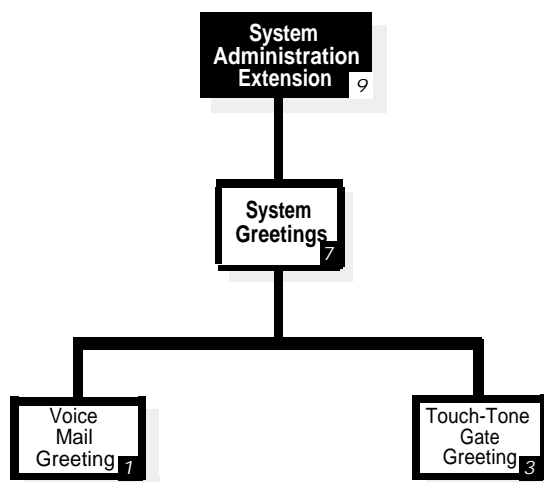 System
Administration
Extension
9
System
Greetings
7
Voice
Mail
Greeting
1
Touch-Tone
Gate
Greeting
3